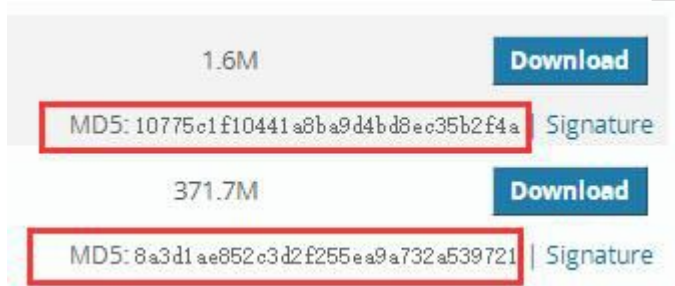 1.6M Download
MD5: 10775c1f10441a8ba9d4bd8ec35b2f4a | Signature
371.7M Download
MD5: 8a3d1ae852c3d2f255ea9a732a539721 | Signature